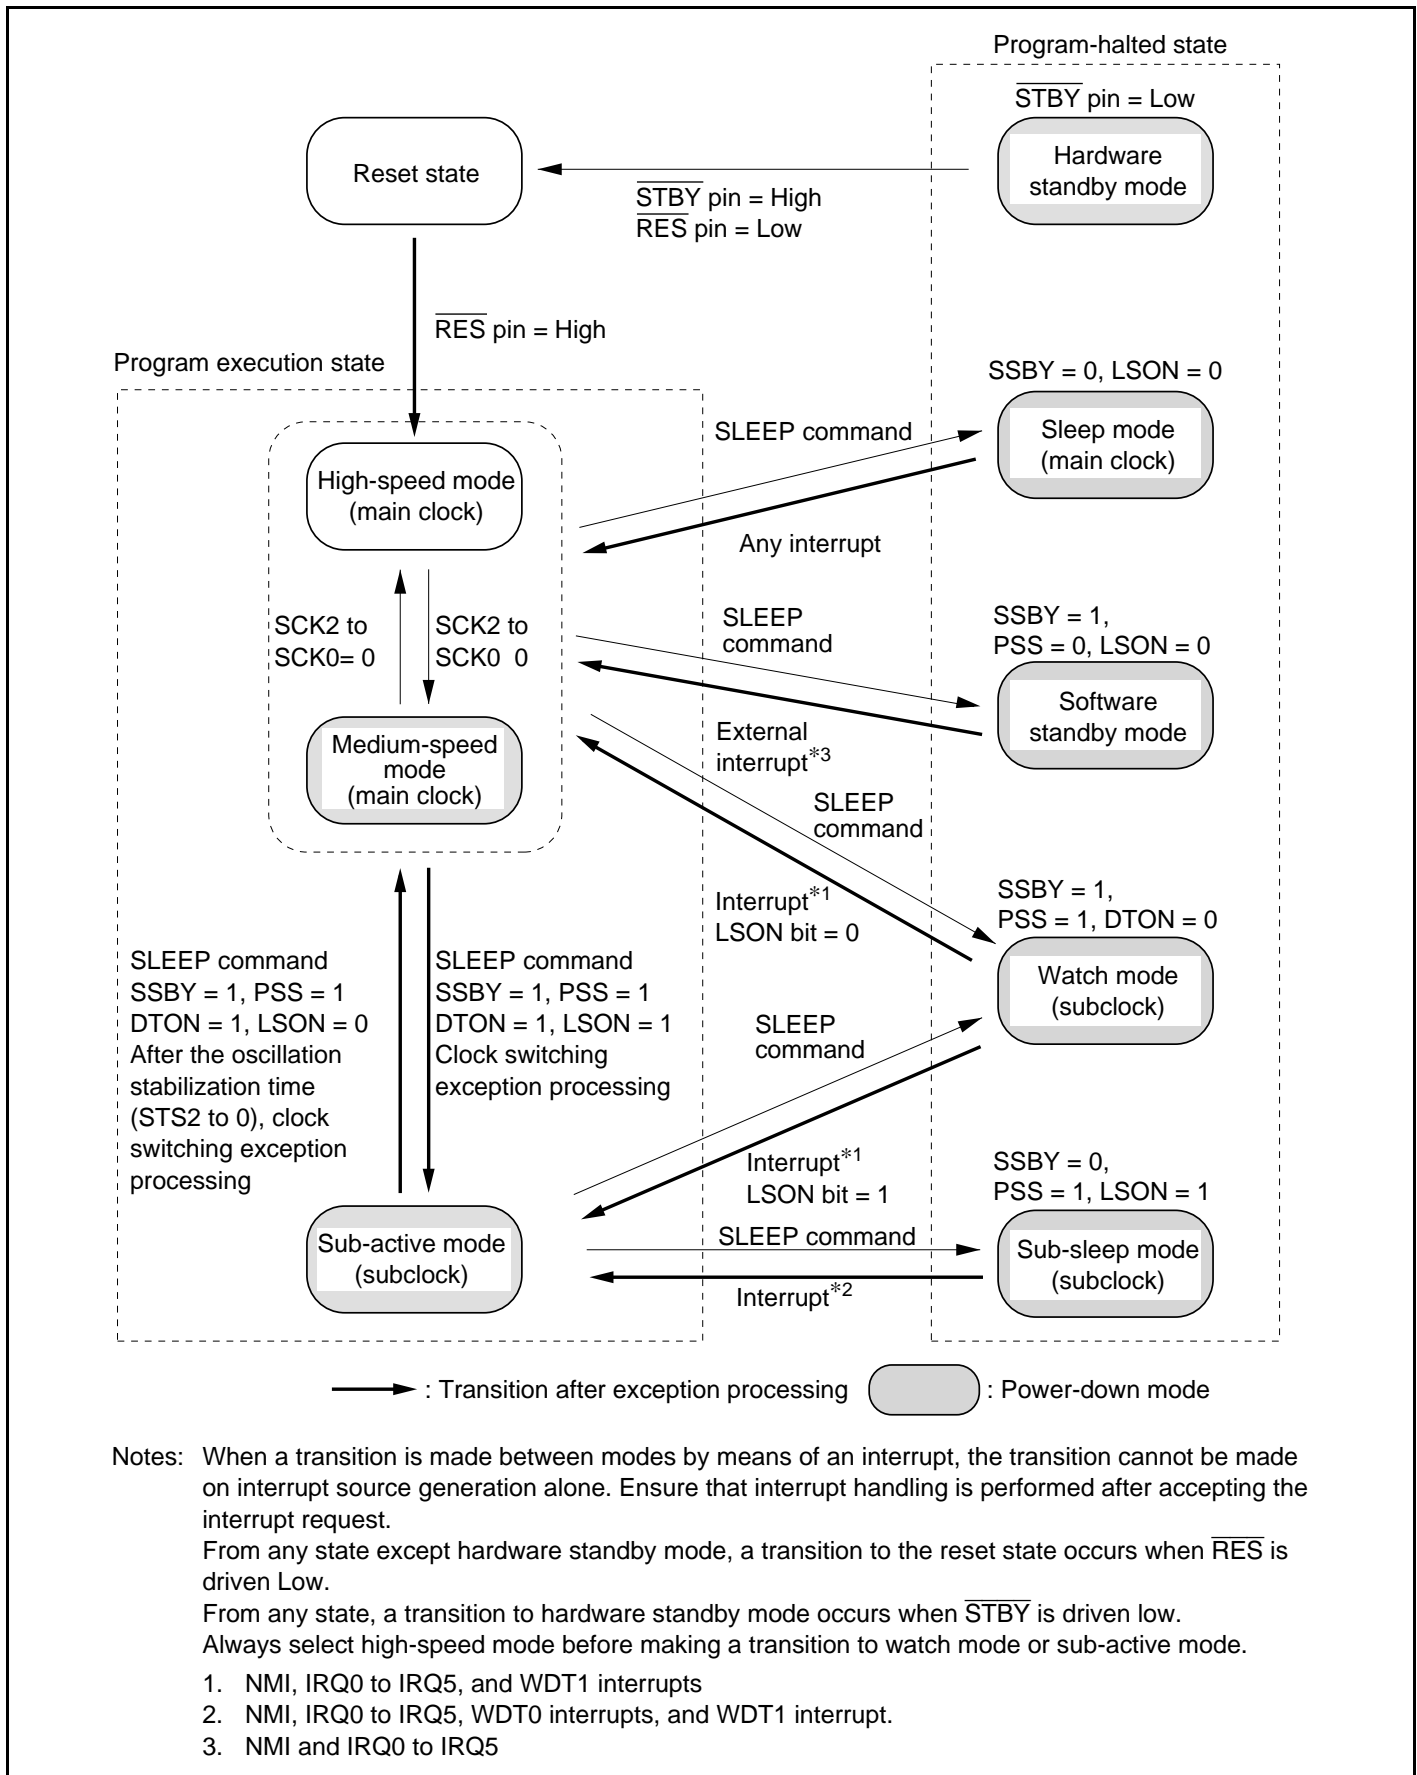 Program-halted state
STBY pin = Low
Reset state
Hardware
standby mode
STBY pin = High
RES pin = Low
RES pin = High
Program execution state
SSBY = 0, LSON = 0
SLEEP command
Sleep mode
(main clock)
High-speed mode
(main clock)
Any interrupt
SCK2 to
SCK0= 0
SCK2 to
SCK0 0
SLEEP
command
SSBY = 1,
PSS = 0, LSON = 0
Software
standby mode
Medium-speed
mode
(main clock)
External
interrupt*3
SLEEP
command
Interrupt*1
LSON bit = 0
SSBY = 1,
PSS = 1, DTON = 0
Watch mode
(subclock)
SLEEP command
SSBY = 1, PSS = 1
DTON = 1, LSON = 0
After the oscillation
stabilization time
(STS2 to 0), clock
switching exception
processing
SLEEP command
SSBY = 1, PSS = 1
DTON = 1, LSON = 1
Clock switching
exception processing
SLEEP
command
Interrupt*1
LSON bit = 1
SSBY = 0,
PSS = 1, LSON = 1
Sub-active mode
(subclock)
SLEEP command
Sub-sleep mode
(subclock)
Interrupt*2
: Transition after exception processing
: Power-down mode
Notes: When a transition is made between modes by means of an interrupt, the transition cannot be made
on interrupt source generation alone. Ensure that interrupt handling is performed after accepting the
interrupt request.
From any state except hardware standby mode, a transition to the reset state occurs when RES is
driven Low.
From any state, a transition to hardware standby mode occurs when STBY is driven low.
Always select high-speed mode before making a transition to watch mode or sub-active mode.
1. NMI, IRQ0 to IRQ5, and WDT1 interrupts
2. NMI, IRQ0 to IRQ5, WDT0 interrupts, and WDT1 interrupt.
3. NMI and IRQ0 to IRQ5